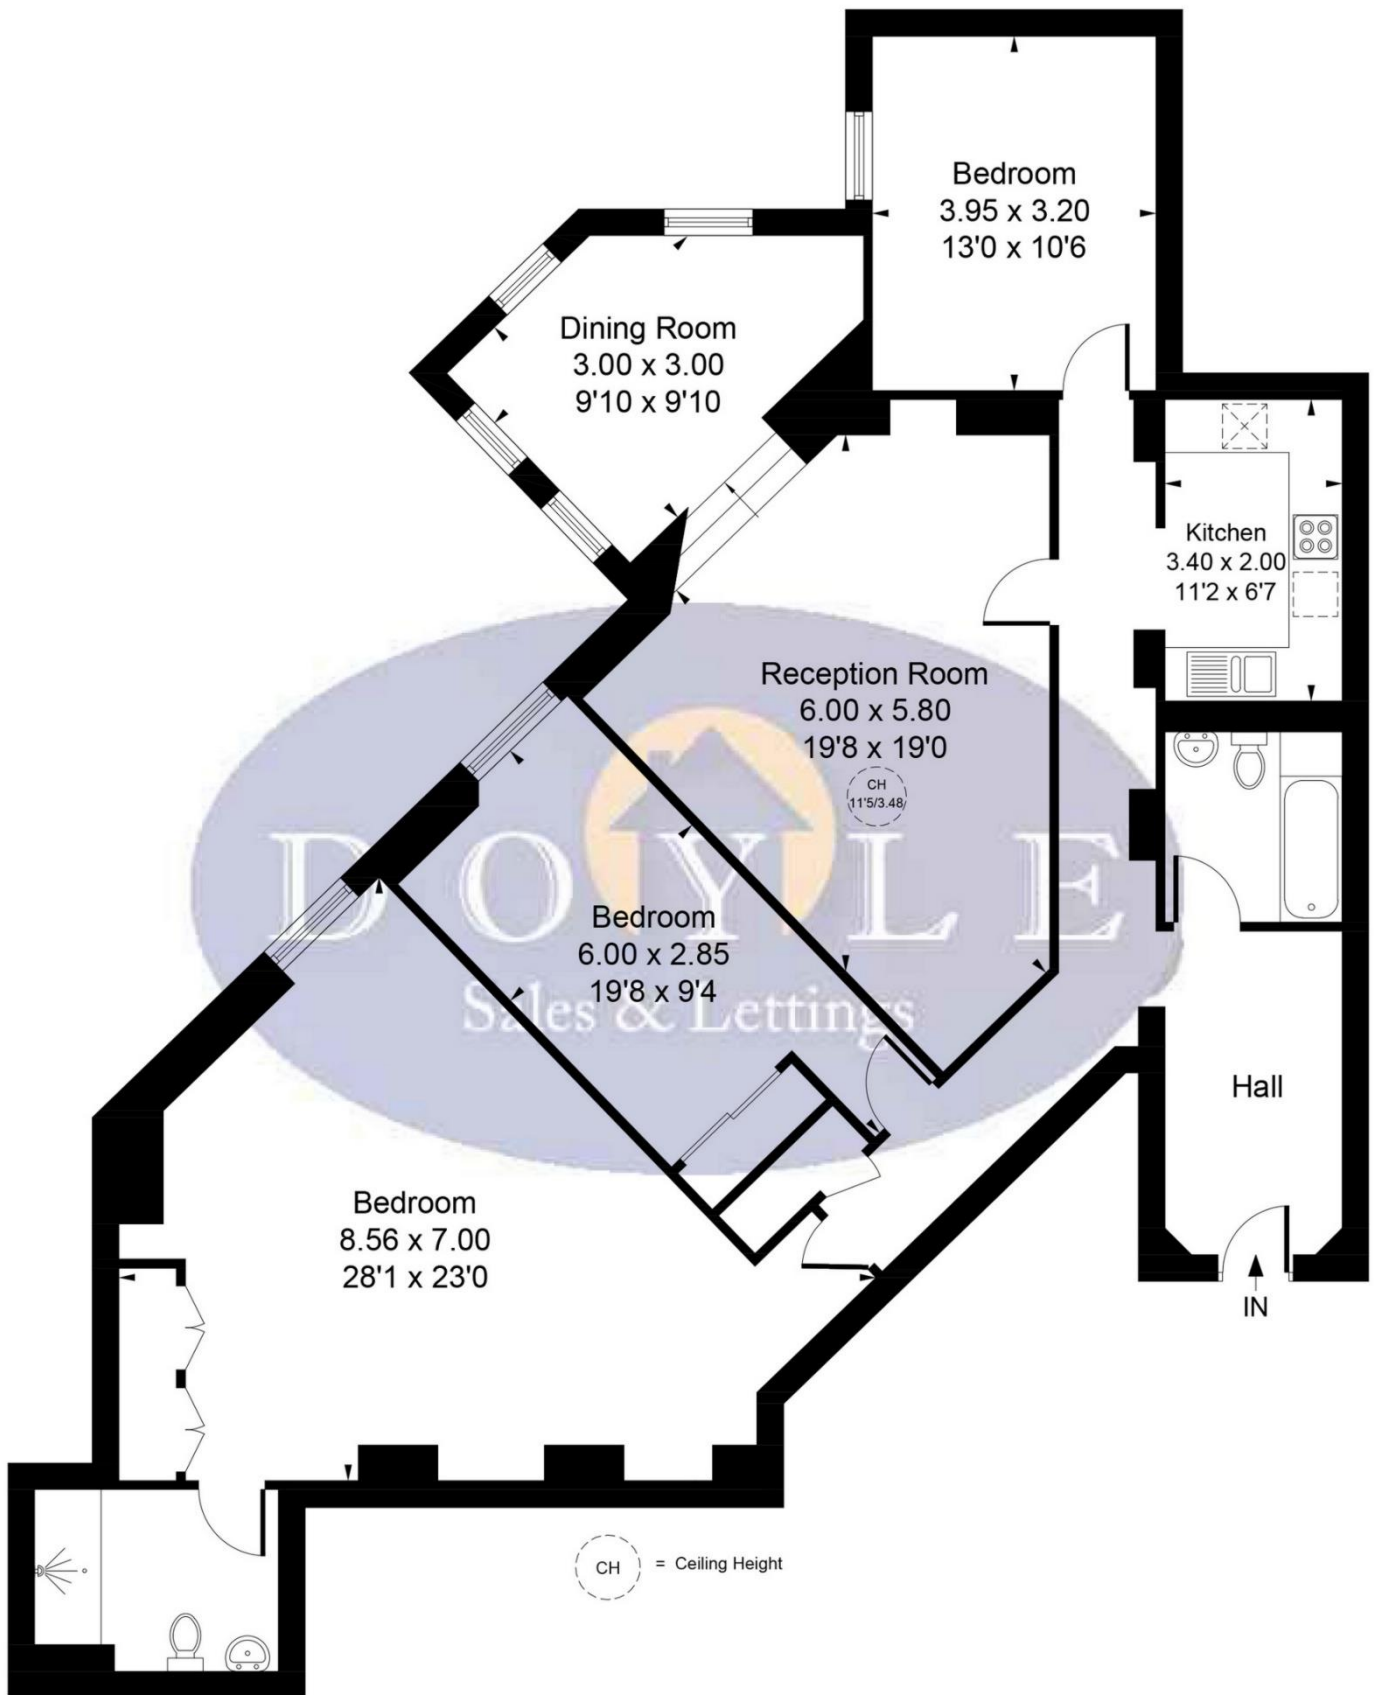 Bedroom
3.95 x 3.20
13'0 x 10'6
Dining Room
3.00 x 3.00
9'10 x 9'10
Kitchen
3.40 x 2.00
11'2 x 6'7
Reception Room
6.00 x 5.80
19'8 x 19'0
CH
11'5/3.48
DOYLE
Sales & Lettings
Bedroom
6.00 x 2.85
19'8 x 9'4
Hall
IN
Bedroom
8.56 x 7.00
28'1 x 23'0
CH = Ceiling Height